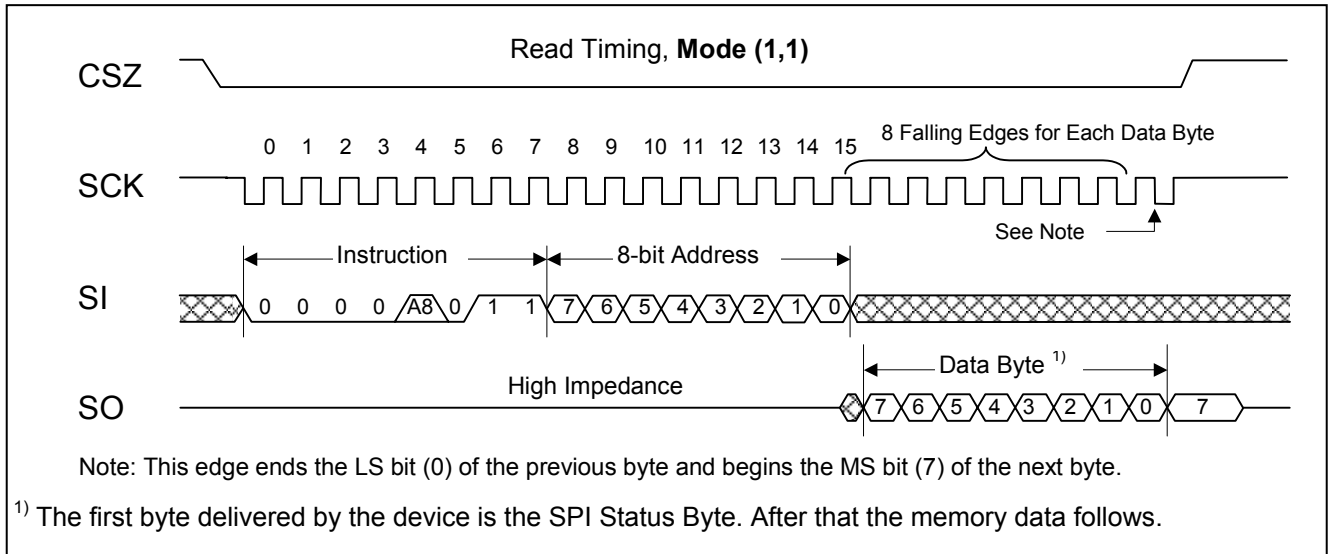 Read Timing, Mode (1,1)
CSZ
0 1 2 3 4 5 6 7 8 9 10 11 12 13 14 15
8 Falling Edges for Each Data Byte
SCK
See Note
Instruction
8-bit Address
SI
0 0 0 0 A8 0 1 1 7 6 5 4 3 2 1 0
Data Byte 1)
High Impedance
SO
7 6 5 4 3 2 1 0 7
Note: This edge ends the LS bit (0) of the previous byte and begins the MS bit (7) of the next byte.
1) The first byte delivered by the device is the SPI Status Byte. After that the memory data follows.